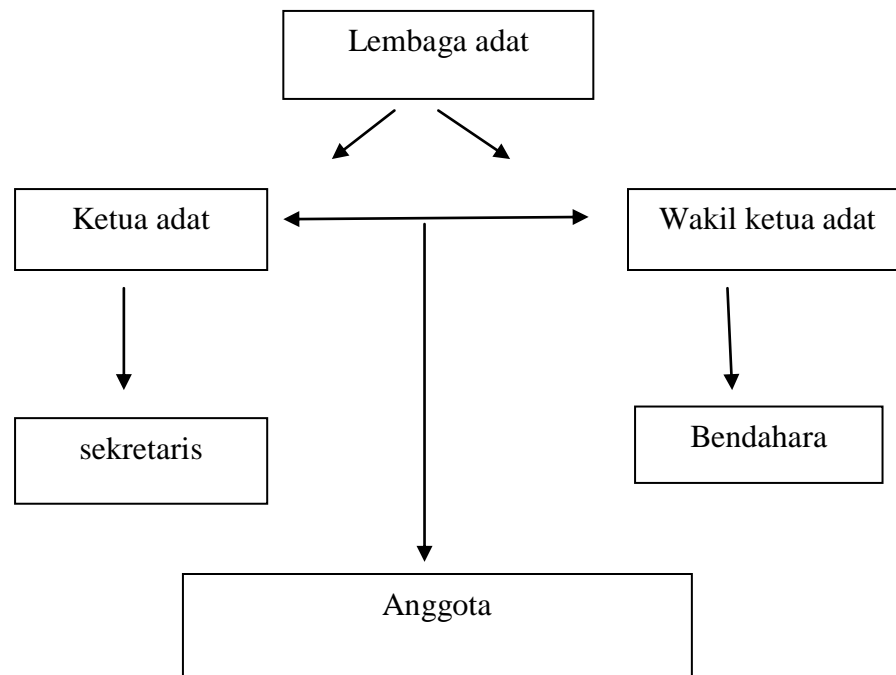 Lembaga adat
Ketua adat
Wakil ketua adat
sekretaris
Bendahara
Anggota